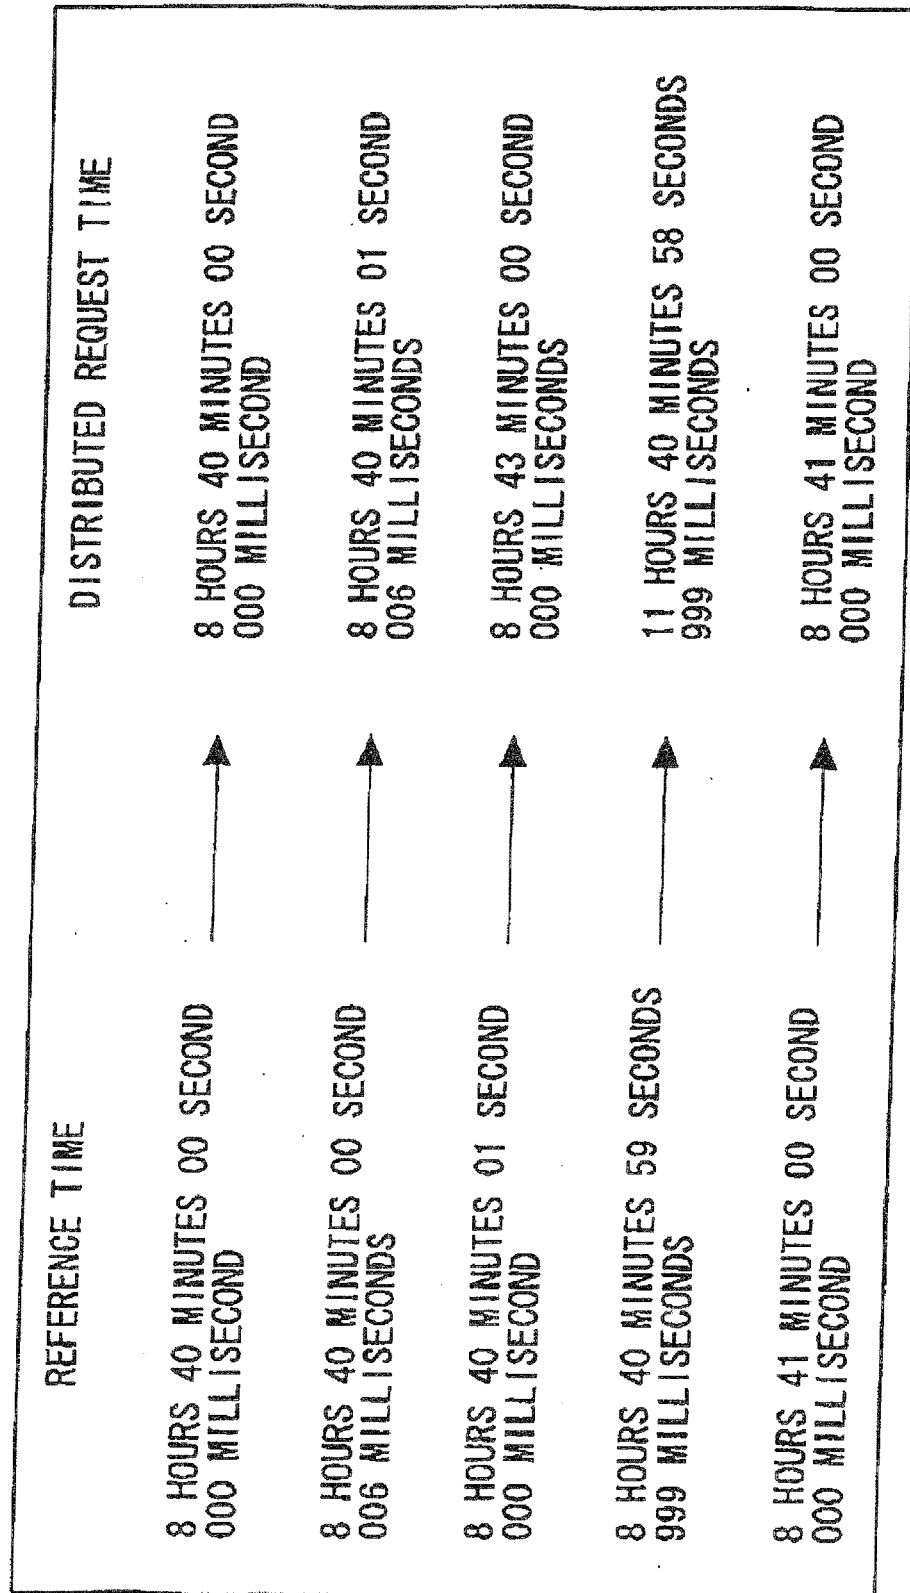 REFERENCE TIME
DISTRIBUTED REQUEST TIME
8 HOURS 40 MINUTES 00 SECOND
000 MILLISECOND
8 HOURS 40 MINUTES 00 SECOND
000 MILLISECOND
8 HOURS 40 MINUTES 00 SECOND
006 MILLISECONDS
8 HOURS 40 MINUTES 01 SECOND
006 MILLISECONDS
8 HOURS 40 MINUTES 01 SECOND
000 MILLISECOND
8 HOURS 43 MINUTES 00 SECOND
000 MILLISECONDS
8 HOURS 40 MINUTES 59 SECONDS
999 MILLISECONDS
11 HOURS 40 MINUTES 58 SECONDS
999 MILLISECONDS
8 HOURS 41 MINUTES 00 SECOND
000 MILLISECOND
8 HOURS 41 MINUTES 00 SECOND
000 MILLISECOND